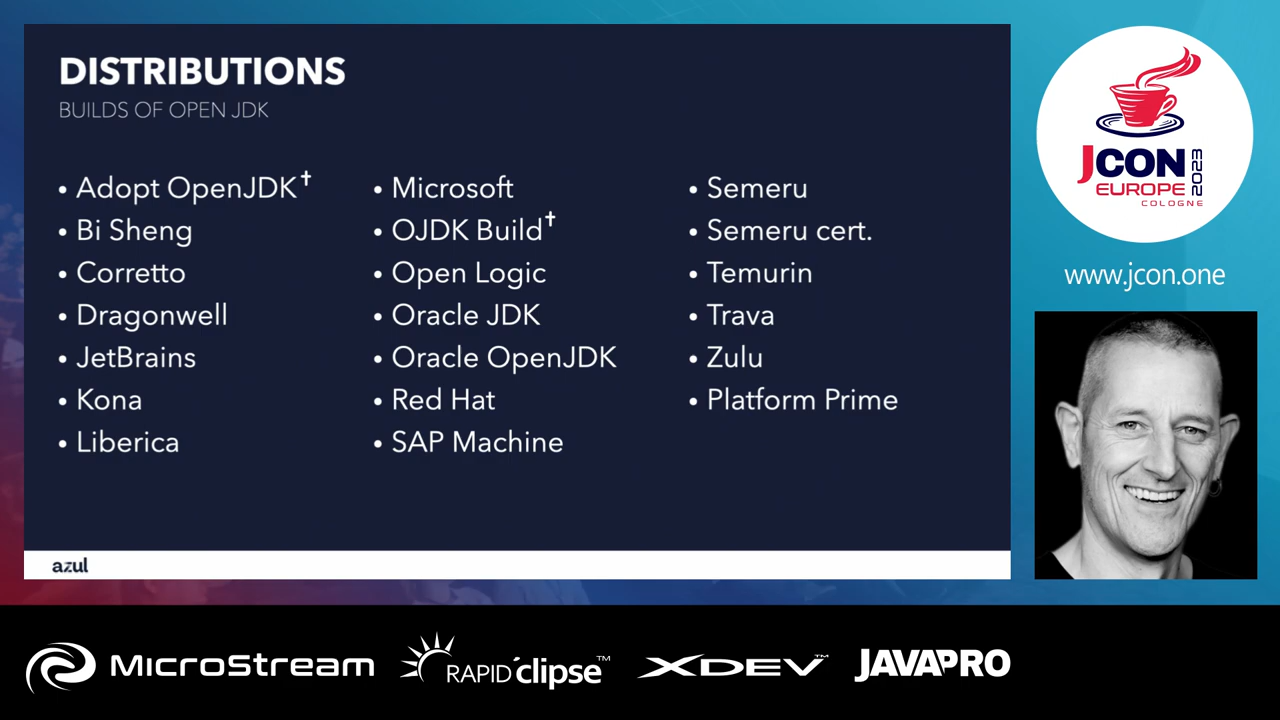 DISTRIBUTIONS
BUILDS OF OPEN JDK
• Adopt OpenJDK✝
• Bi Sheng
• Corretto
• Dragonwell
• JetBrains
• Kona
• Liberica
• Microsoft
• OJDK Build✝
• Open Logic
• Oracle JDK
• Oracle OpenJDK
• Red Hat
• SAP Machine
• Semeru
• Semeru cert.
• Temurin
• Trava
• Zulu
• Platform Prime
azul
JCON
EUROPE
COLOGNE
2023
www.jcon.one
MicroStream
RAPIDclipse™
XDEV™
JAVAPRO